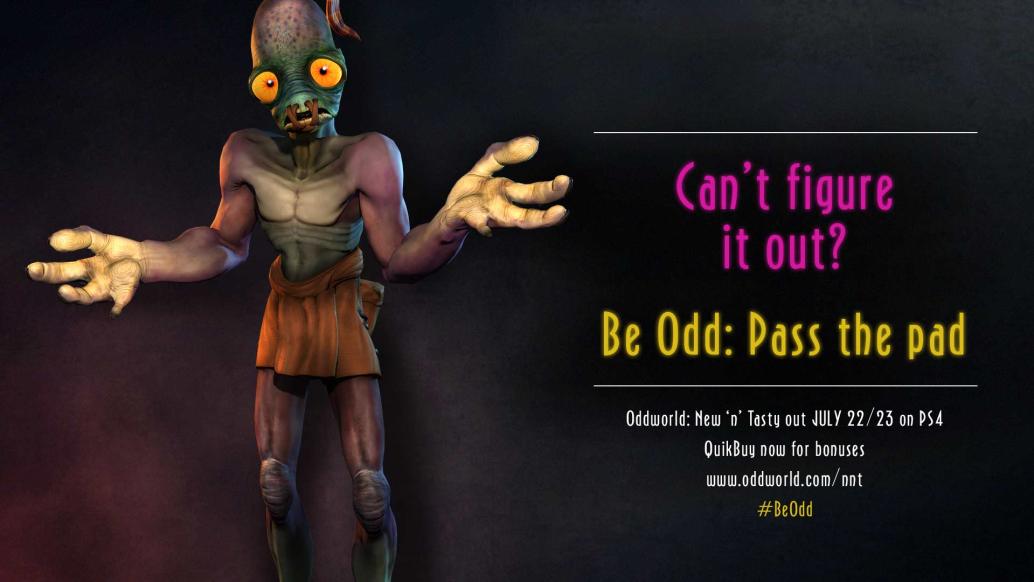 Can't figure
it out?
Be Odd: Pass the pad
Oddworld: New 'n' Tasty out JULY 22/23 on PS4
QuikBuy now for bonuses
www.oddworld.com/nnt
#BeOdd